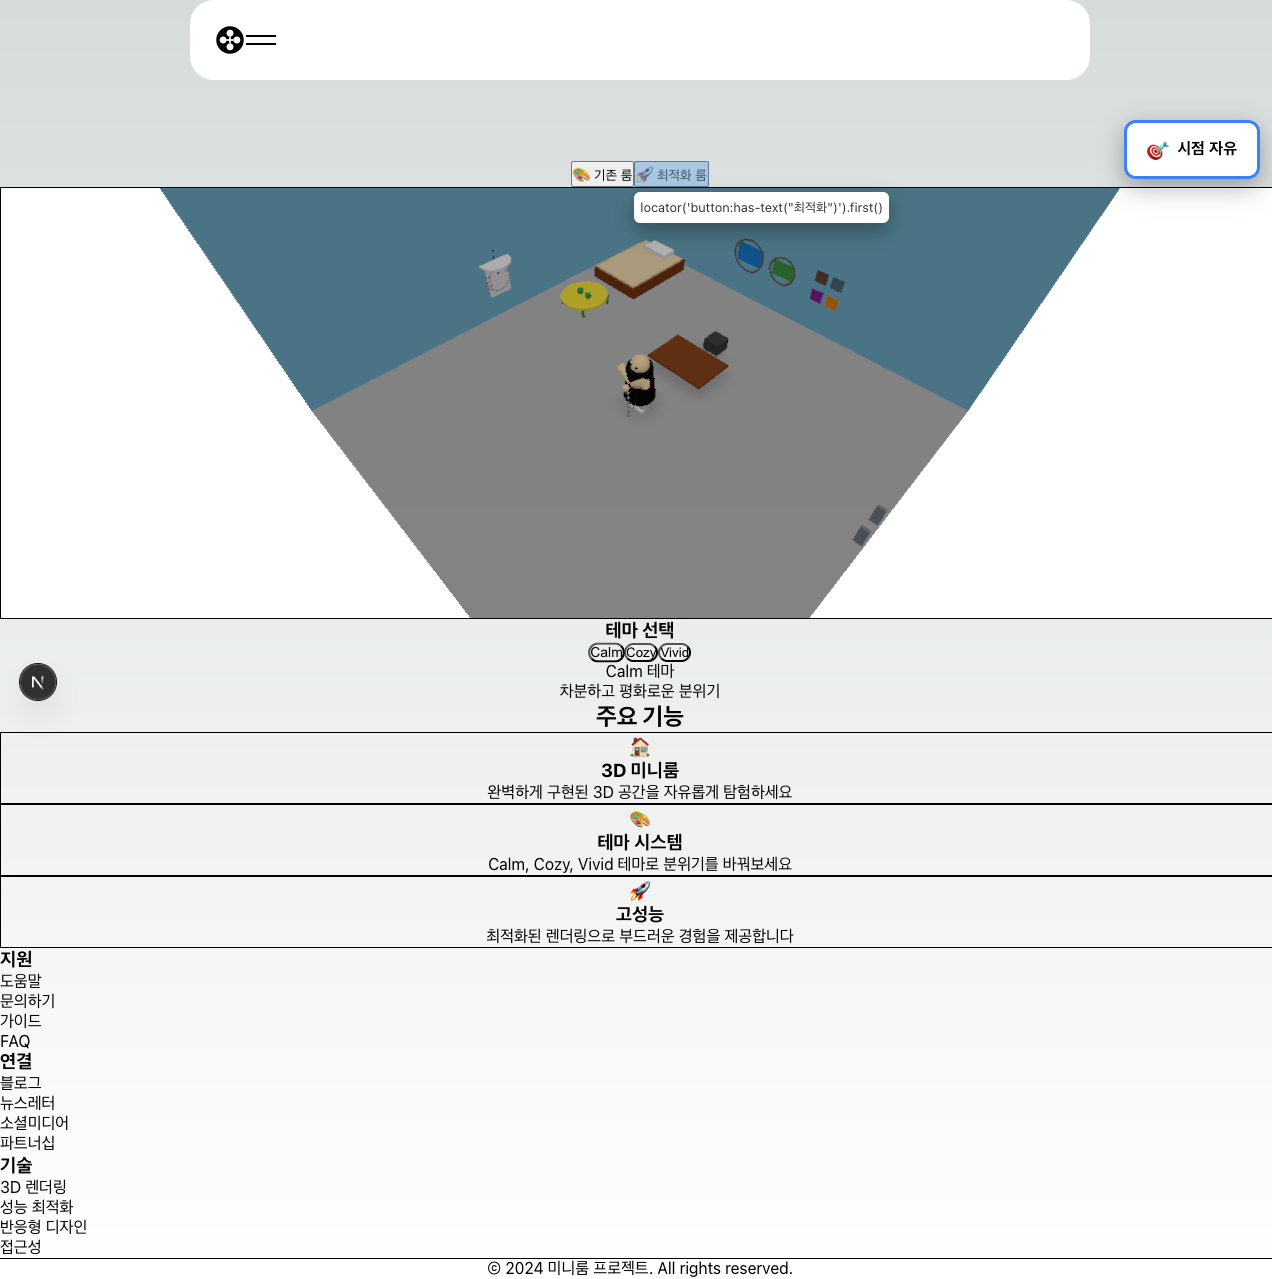 시점 자유
기존 룸
최적화 룸
locator('button:has-text("최적화")').first()
테마 선택
Calm
Cozy
Vivid
Calm 테마
차분하고 평화로운 분위기
N
주요 기능
3D 미니룸
완벽하게 구현된 3D 공간을 자유롭게 탐험하세요
테마 시스템
Calm, Cozy, Vivid 테마로 분위기를 바꿔보세요
고성능
최적화된 렌더링으로 부드러운 경험을 제공합니다
지원
도움말
문의하기
가이드
FAQ
연결
블로그
뉴스레터
소셜미디어
파트너십
기술
3D 렌더링
성능 최적화
반응형 디자인
접근성
© 2024 미니룸 프로젝트. All rights reserved.